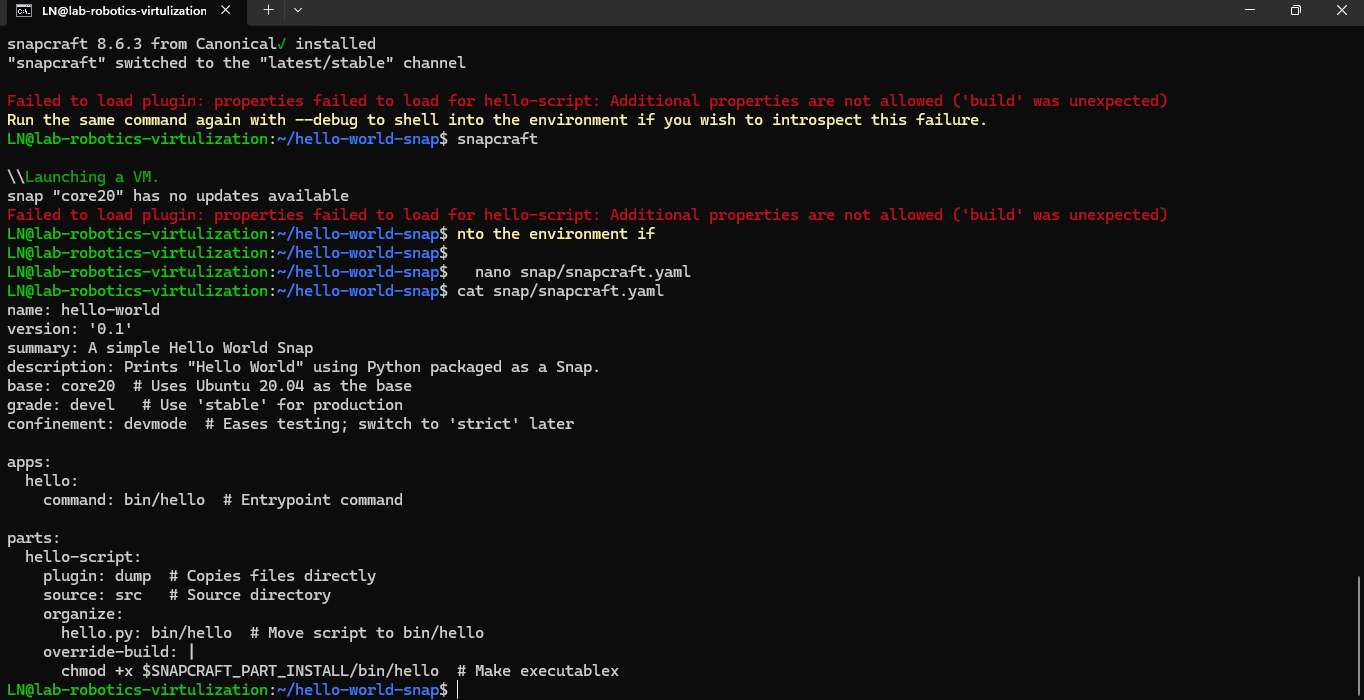 LN@lab-robotics-virtulization
snapcraft 8.6.3 from Canonical✓ installed
"snapcraft" switched to the "latest/stable" channel
Failed to load plugin: properties failed to load for hello-script: Additional properties are not allowed ('build' was unexpected)
Run the same command again with --debug to shell into the environment if you wish to introspect this failure.
LN@lab-robotics-virtulization:~/hello-world-snap$ snapcraft
\\Launching a VM.
snap "core20" has no updates available
Failed to load plugin: properties failed to load for hello-script: Additional properties are not allowed ('build' was unexpected)
LN@lab-robotics-virtulization:~/hello-world-snap$ nto the environment if
LN@lab-robotics-virtulization:~/hello-world-snap$
LN@lab-robotics-virtulization:~/hello-world-snap$   nano snap/snapcraft.yaml
LN@lab-robotics-virtulization:~/hello-world-snap$ cat snap/snapcraft.yaml
name: hello-world
version: '0.1'
summary: A simple Hello World Snap
description: Prints "Hello World" using Python packaged as a Snap.
base: core20  # Uses Ubuntu 20.04 as the base
grade: devel   # Use 'stable' for production
confinement: devmode  # Eases testing; switch to 'strict' later
apps:
  hello:
    command: bin/hello  # Entrypoint command
parts:
  hello-script:
    plugin: dump  # Copies files directly
    source: src   # Source directory
    organize:
      hello.py: bin/hello  # Move script to bin/hello
    override-build: |
      chmod +x $SNAPCRAFT_PART_INSTALL/bin/hello  # Make executablex
LN@lab-robotics-virtulization:~/hello-world-snap$